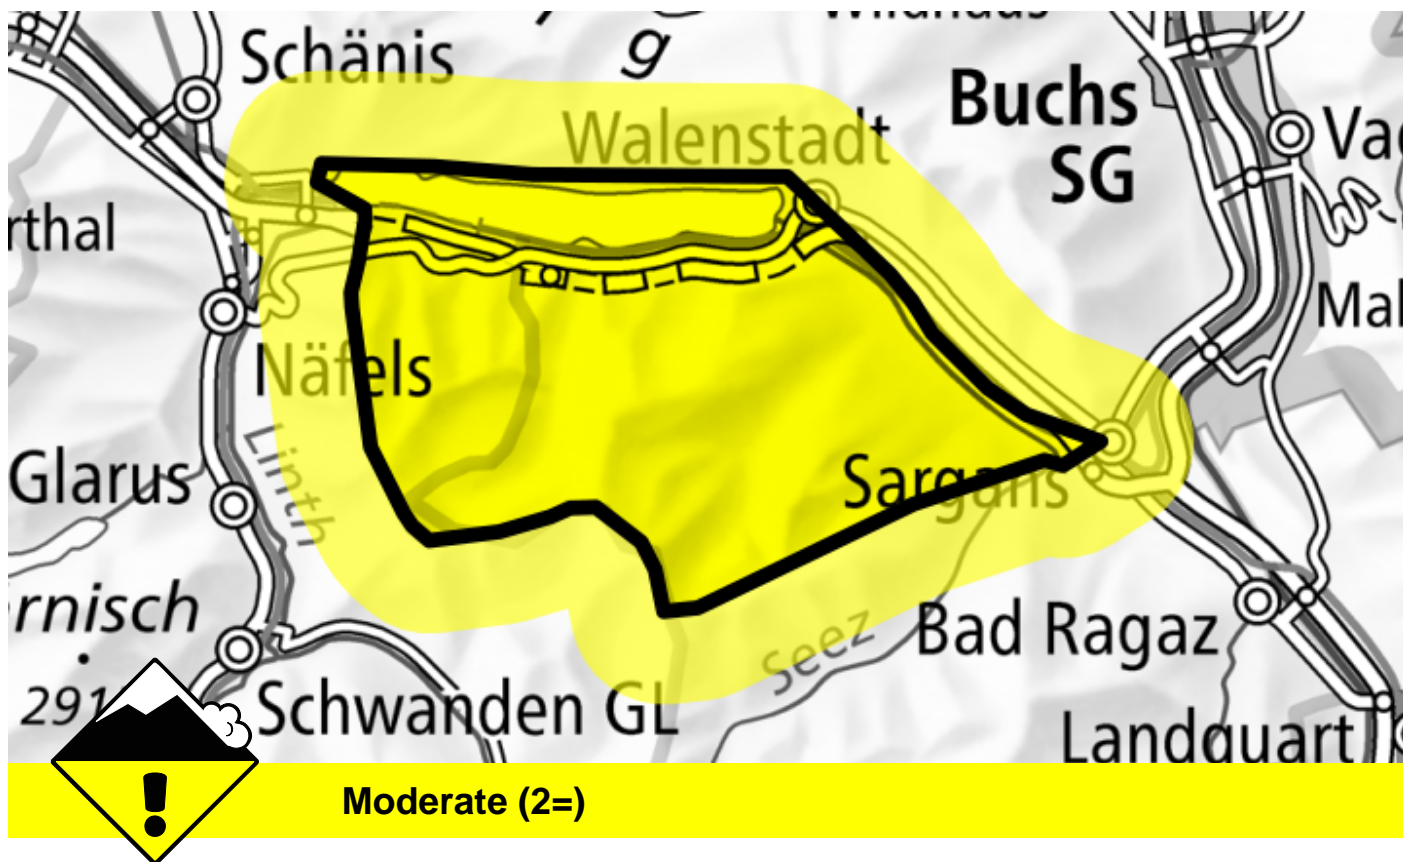 Schänis
g
Walenstadt
Buchs
SG
rthal
Näfels
Glarus
Linth
Sargans
rnisch
291
Seez
Bad Ragaz
Schwanden GL
Landquart
Moderate (2=)